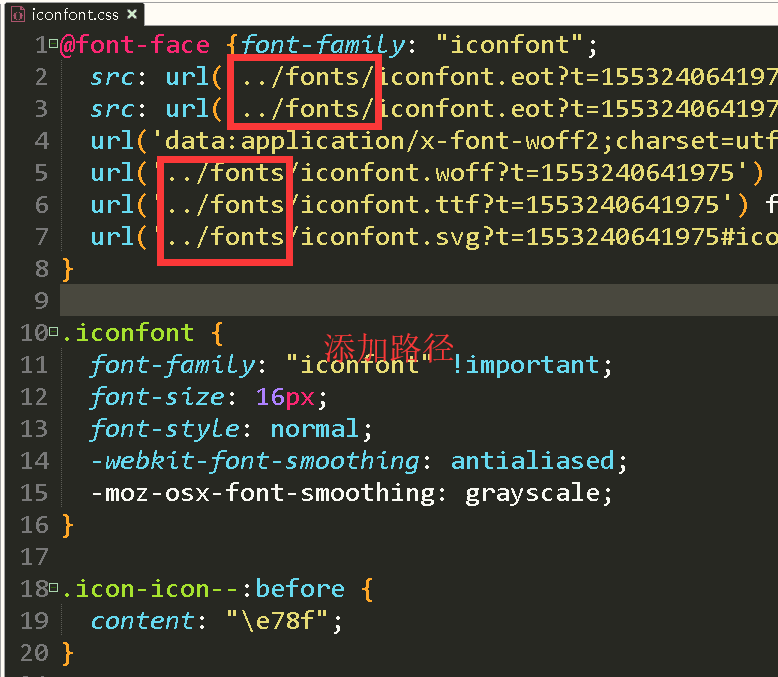 iconfont.css ×
1 @font-face {font-family: "iconfont";
2 src: url( ../fonts/iconfont.eot?t=155324064197
3 src: url( ../fonts/iconfont.eot?t=155324064197
4 url('data:application/x-font-woff2;charset=utf
5 url('../fonts/iconfont.woff?t=1553240641975')
6 url('../fonts/iconfont.ttf?t=1553240641975') f
7 url('../fonts/iconfont.svg?t=1553240641975#ico
8 }
9
10 .iconfont {
添加路径
11 font-family: "iconfont" !important;
12 font-size: 16px;
13 font-style: normal;
14 -webkit-font-smoothing: antialiased;
15 -moz-osx-font-smoothing: grayscale;
16 }
17
18 .icon-icon--:before {
19 content: "\e78f";
20 }